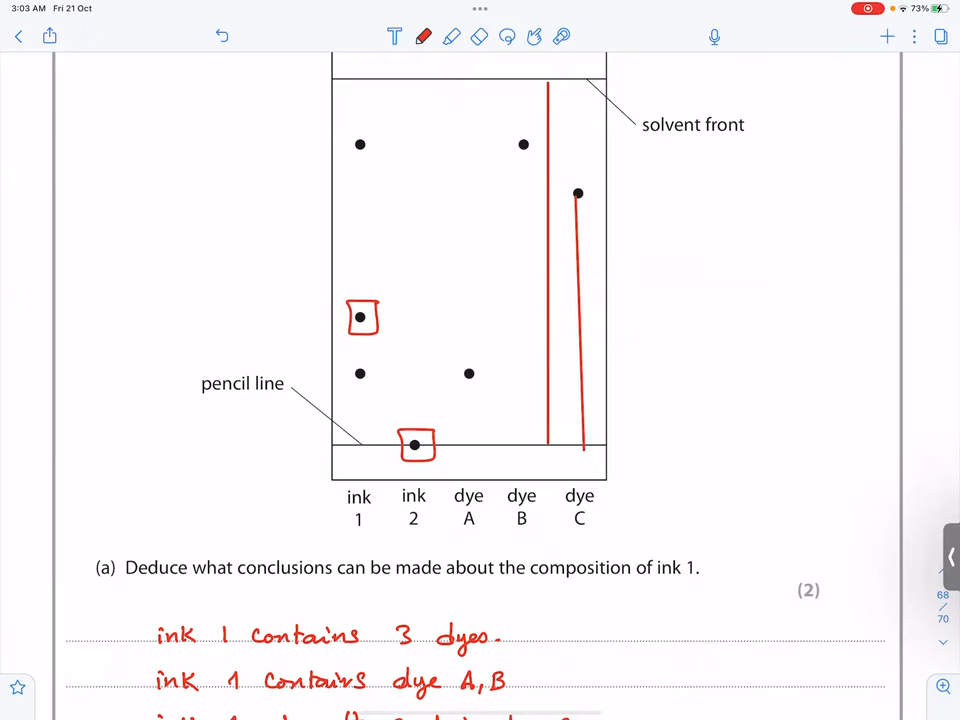 3:03 AM Fri 21 Oct
73%
solvent front
pencil line
ink 1
ink 2
dye A
dye B
dye C
(a) Deduce what conclusions can be made about the composition of ink 1.
(2)
ink 1 contains 3 dyes.
ink 1 contains dye A, B
68
/
70